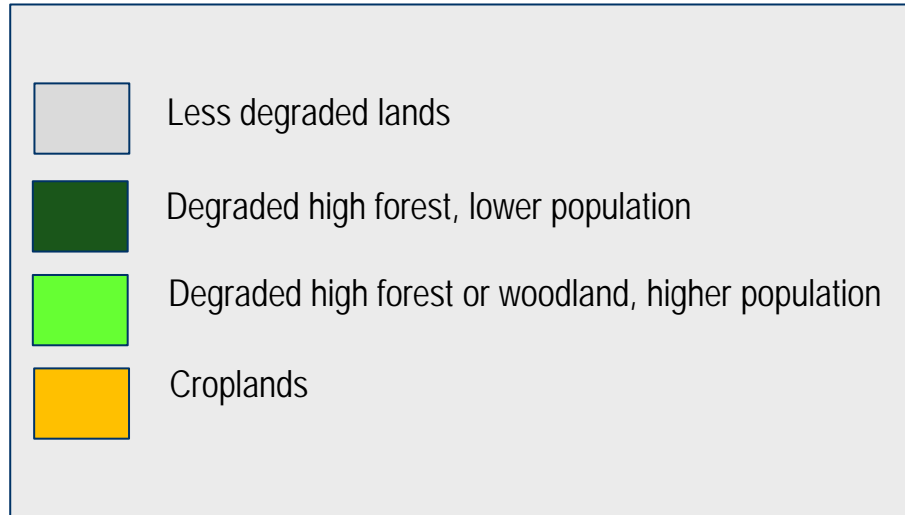 Less degraded lands
Degraded high forest, lower population
Degraded high forest or woodland, higher population
Croplands